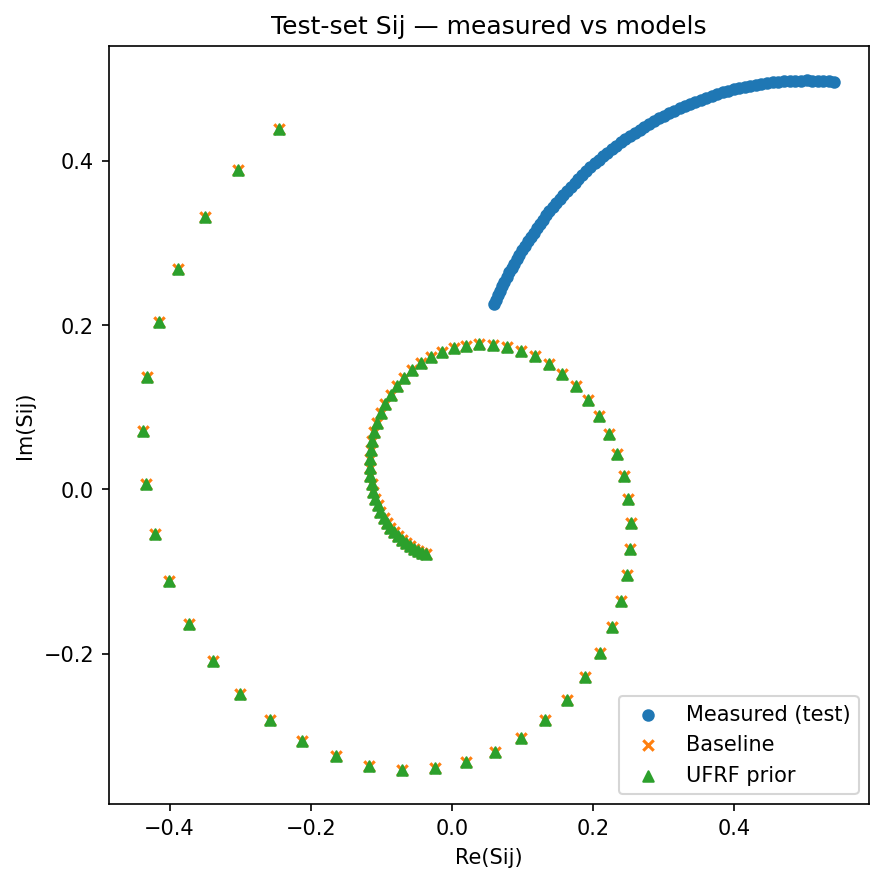 Test-set Sij — measured vs models
Im(Sij)
0.4
0.2
0.0
−0.2
−0.4
−0.2
0.0
0.2
0.4
Re(Sij)
Measured (test)
Baseline
UFRF prior